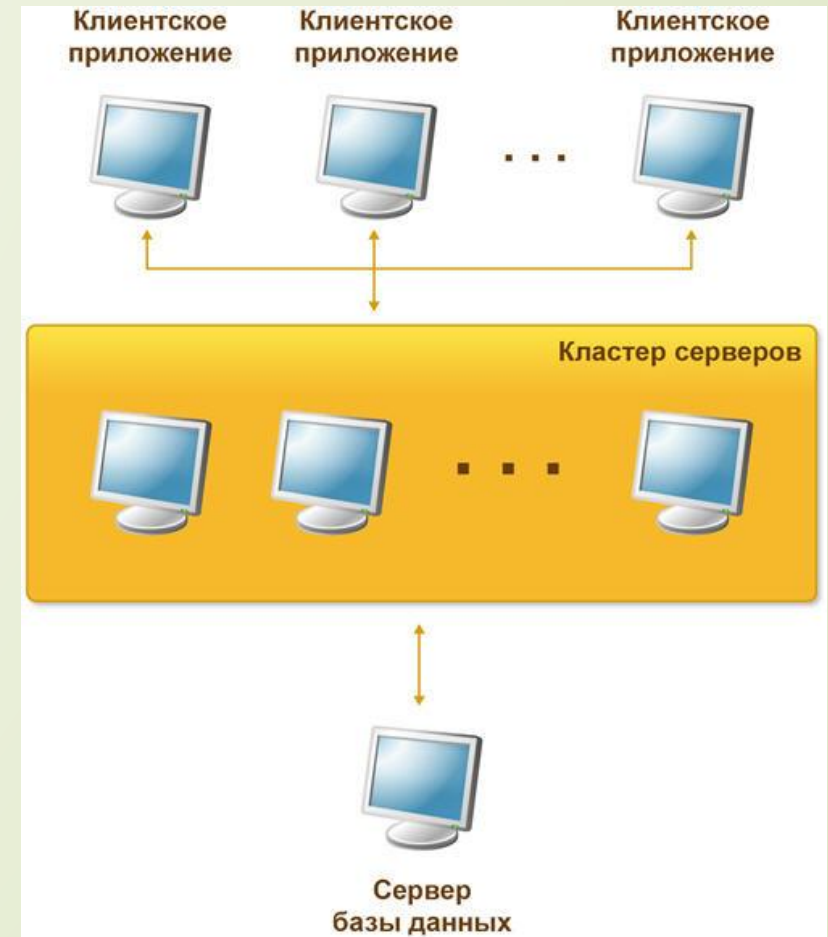 Клиентское
приложение
Клиентское
приложение
Клиентское
приложение
. . .
Кластер серверов
. . .
Сервер
базы данных